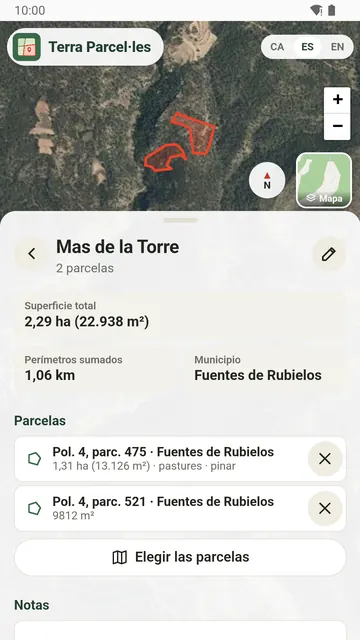 10:00
Terra Parcel·les
CA ES EN
+
−
N
Mapa
Mas de la Torre
2 parcelas
Superficie total
2,29 ha (22.938 m²)
Perímetros sumados
1,06 km
Municipio
Fuentes de Rubielos
Parcelas
Pol. 4, parc. 475 · Fuentes de Rubielos
1,31 ha (13.126 m²) · pastures · pinar
Pol. 4, parc. 521 · Fuentes de Rubielos
9812 m²
Elegir las parcelas
Notas